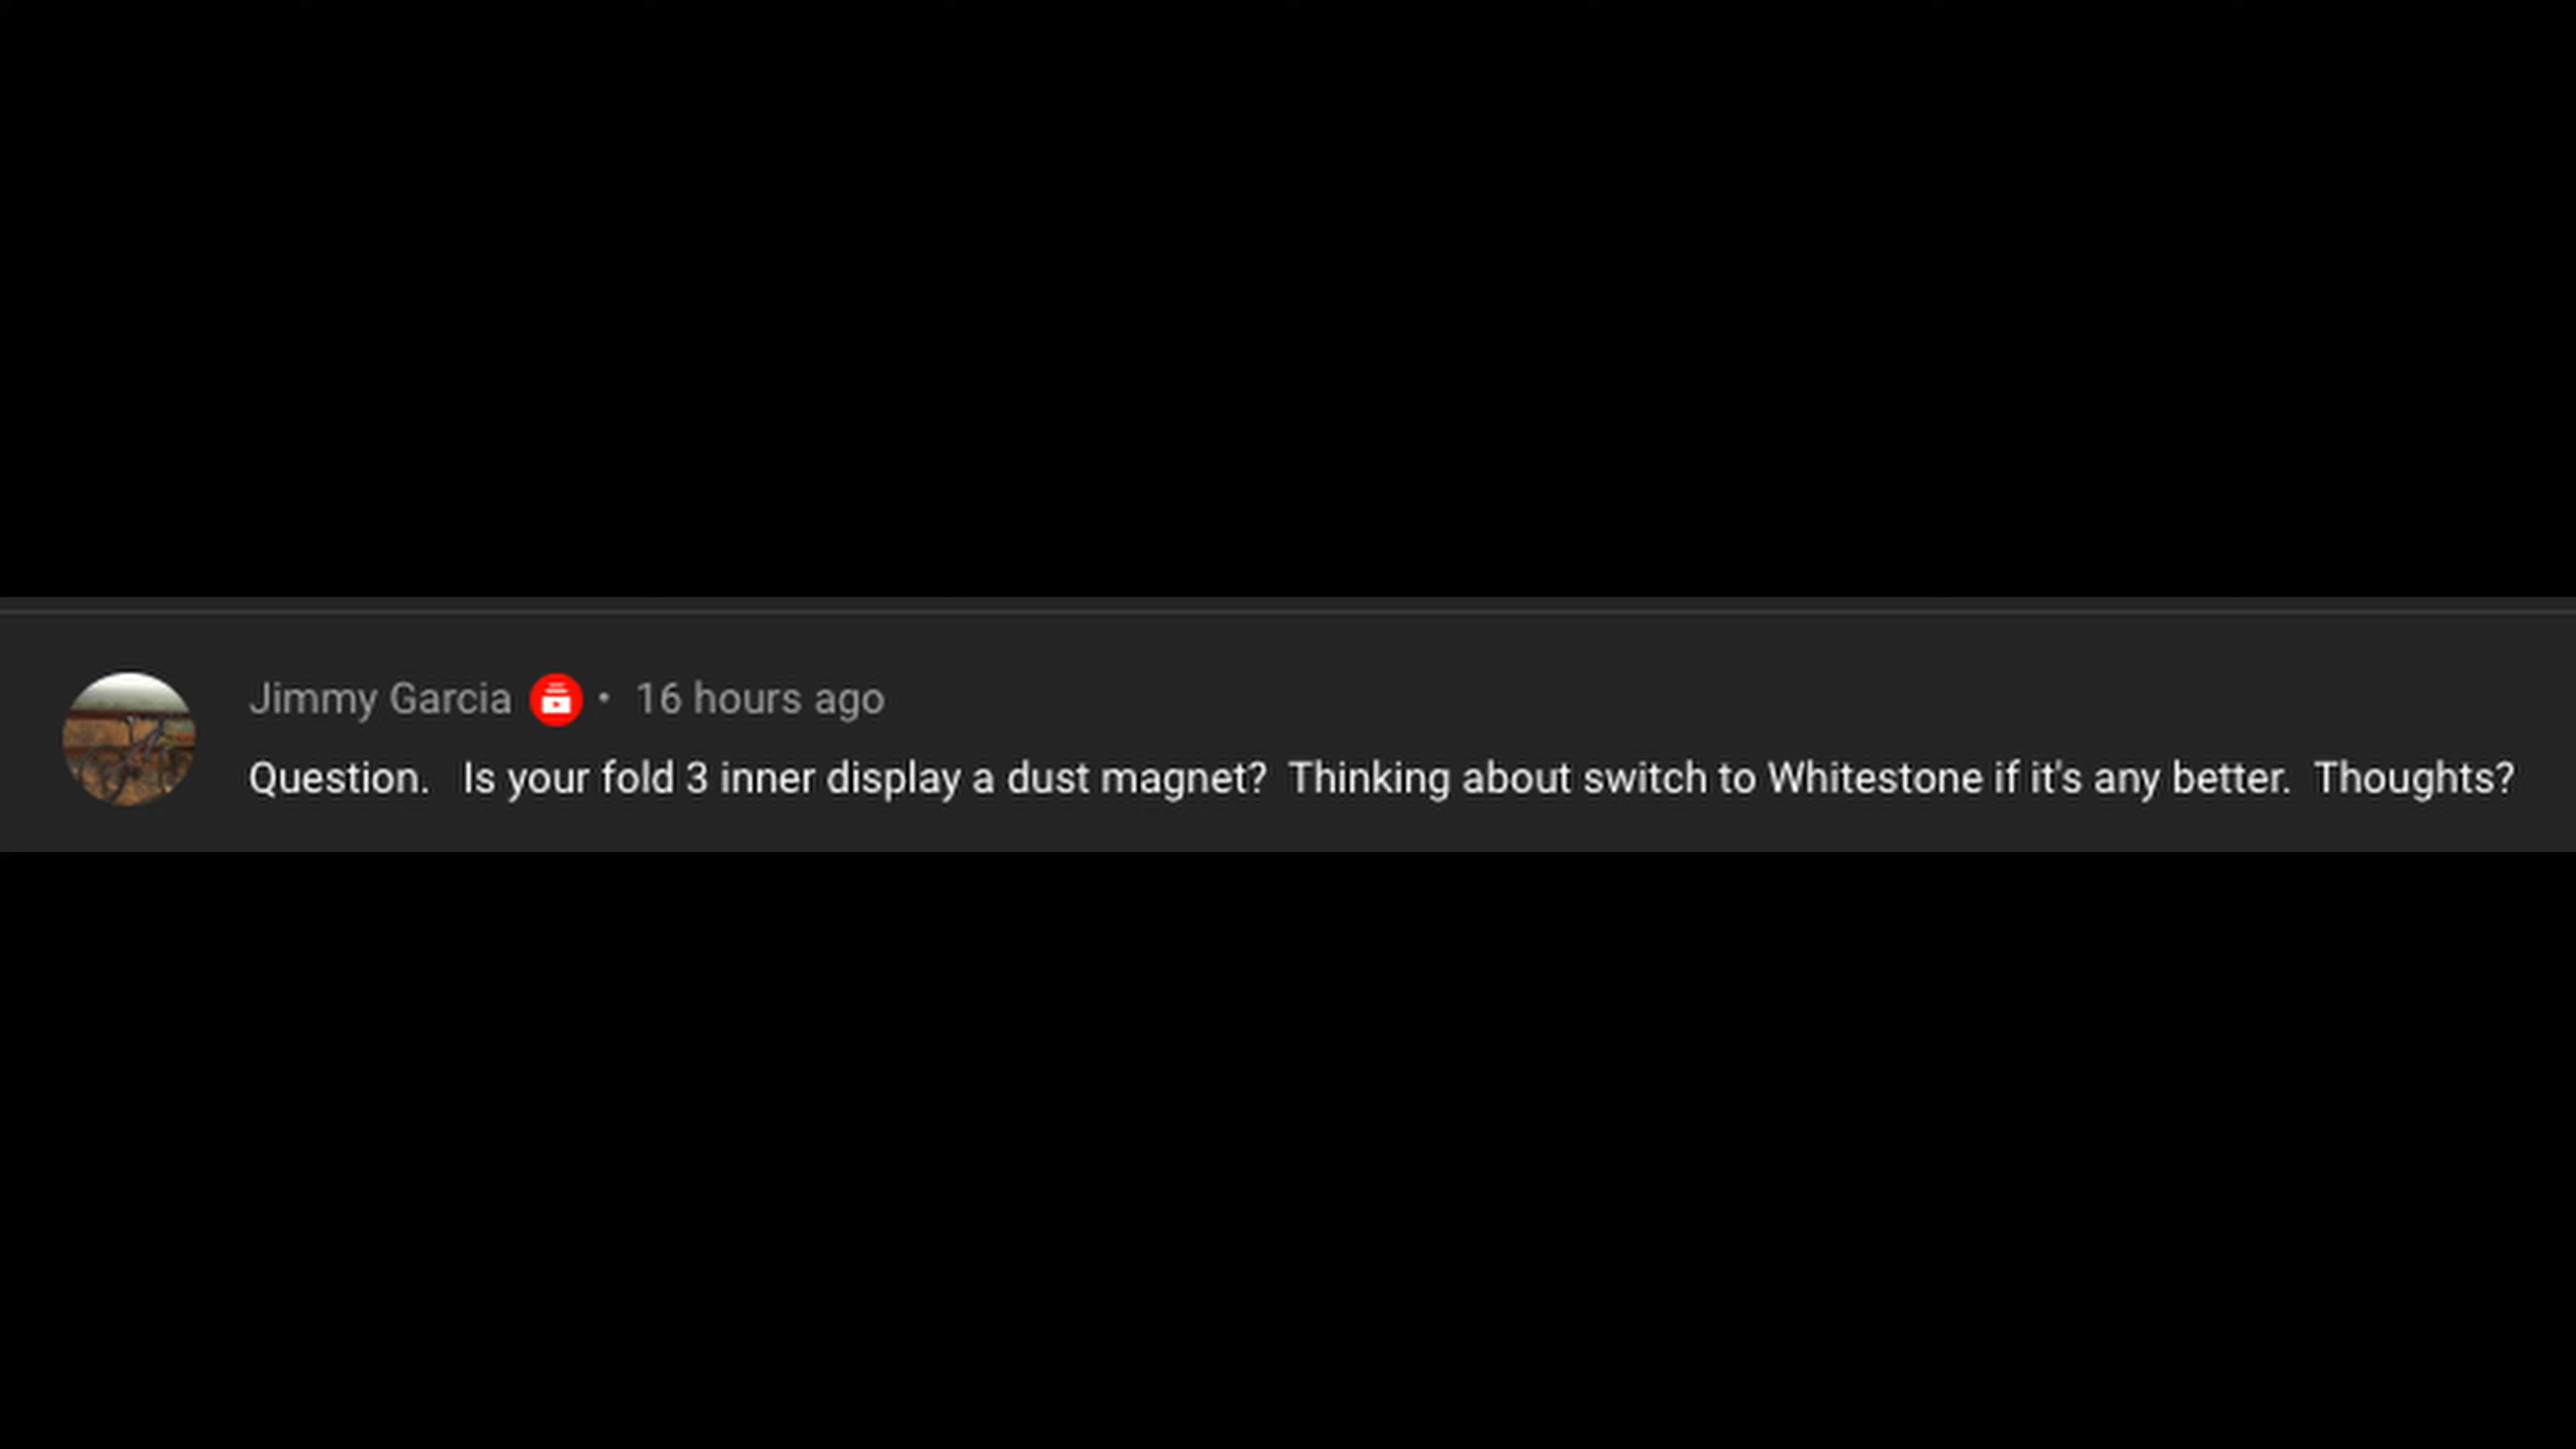 Jimmy Garcia • 16 hours ago
Question.   Is your fold 3 inner display a dust magnet?  Thinking about switch to Whitestone if it's any better.  Thoughts?